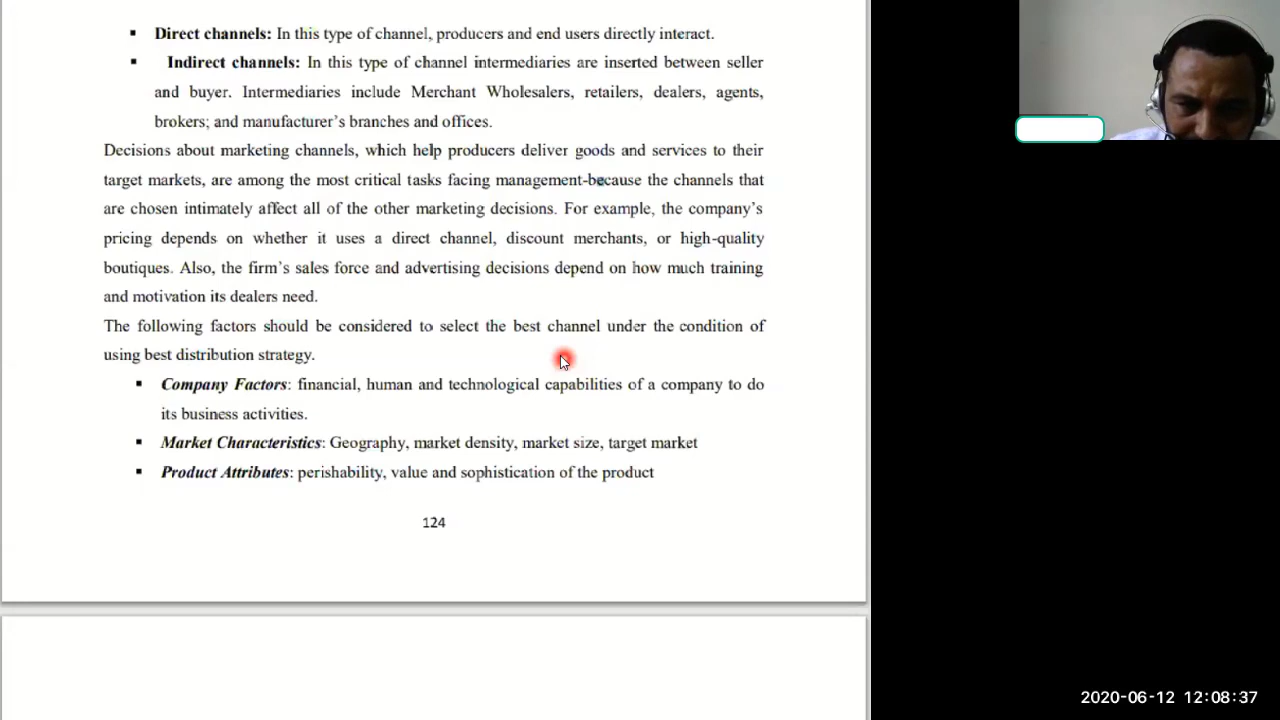 ▪ Direct channels: In this type of channel, producers and end users directly interact.
▪ Indirect channels: In this type of channel intermediaries are inserted between seller
and buyer. Intermediaries include Merchant Wholesalers, retailers, dealers, agents,
brokers; and manufacturer's branches and offices.
Decisions about marketing channels, which help producers deliver goods and services to their
target markets, are among the most critical tasks facing management-because the channels that
are chosen intimately affect all of the other marketing decisions. For example, the company's
pricing depends on whether it uses a direct channel, discount merchants, or high-quality
boutiques. Also, the firm's sales force and advertising decisions depend on how much training
and motivation its dealers need.
The following factors should be considered to select the best channel under the condition of
using best distribution strategy.
▪ Company Factors: financial, human and technological capabilities of a company to do
its business activities.
▪ Market Characteristics: Geography, market density, market size, target market
▪ Product Attributes: perishability, value and sophistication of the product
124
2020-06-12 12:08:37